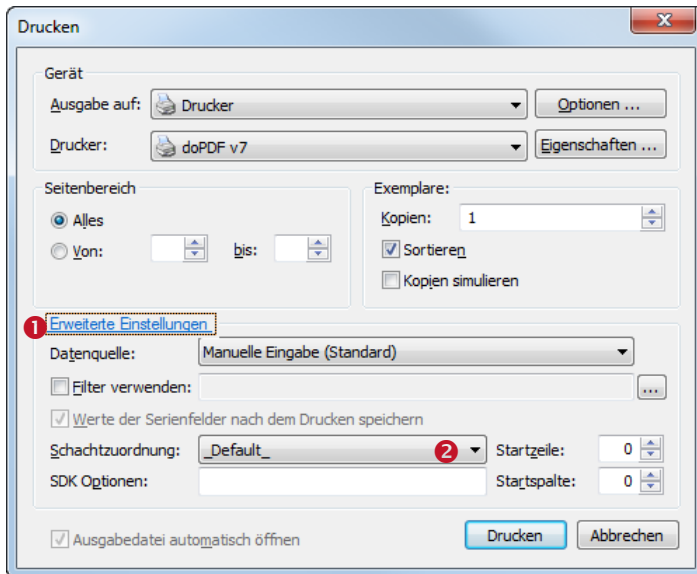 Drucken
Gerät
Ausgabe auf: Drucker Optionen ...
Drucker: doPDF v7 Eigenschaften ...
Seitenbereich Exemplare:
Alles Kopien: 1
Von: bis: Sortieren
Kopien simulieren
1 Erweiterte Einstellungen
Datenquelle: Manuelle Eingabe (Standard)
Filter verwenden: ...
Werte der Serienfelder nach dem Drucken speichern
Schachtzuordnung: _Default_ 2 Startzeile: 0
SDK Optionen: Startspalte: 0
Ausgabedatei automatisch öffnen Drucken Abbrechen